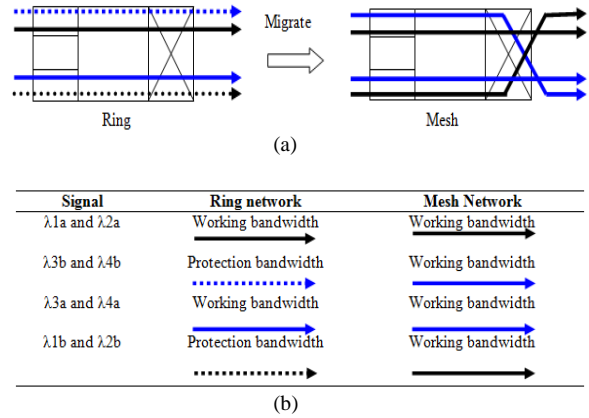 Migrate
Ring
Mesh
(a)
Signal Ring network Mesh Network
λ1a and λ2a Working bandwidth Working bandwidth
λ3b and λ4b Protection bandwidth Working bandwidth
λ3a and λ4a Working bandwidth Working bandwidth
λ1b and λ2b Protection bandwidth Working bandwidth
(b)